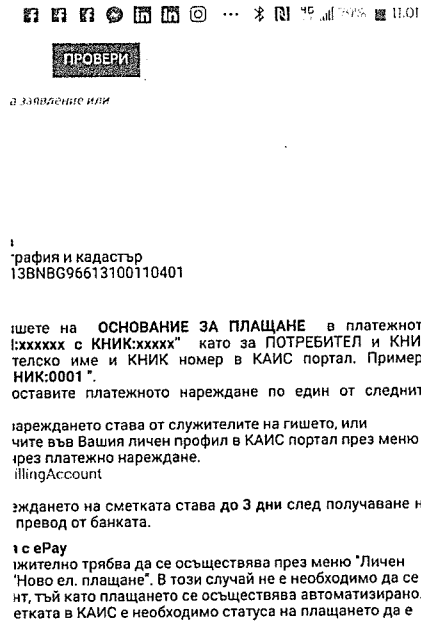 11:01
ПРОВЕРИ
а заявление или
рафия и кадастър
13BNBG96613100110401
ишете на ОСНОВАНИЕ ЗА ПЛАЩАНЕ в платежнот
:xxxxxx с КНИК:xxxxx" като за ПОТРЕБИТЕЛ и КНИ
телско име и КНИК номер в КАИС портал. Пример
НИК:0001 ".
оставите платежното нареждане по един от следнит
нареждането става от служителите на гишето, или
чите във Вашия личен профил в КАИС портал през меню
чрез платежно нареждане.
illingAccount
еждането на сметката става до 3 дни след получаване н
превод от банката.
с ePay
жително трябва да се осъществява през меню "Личен
"Ново ел. плащане". В този случай не е необходимо да се
нт, тъй като плащането се осъществява автоматизирано.
етката в КАИС е необходимо статуса на плащането да е